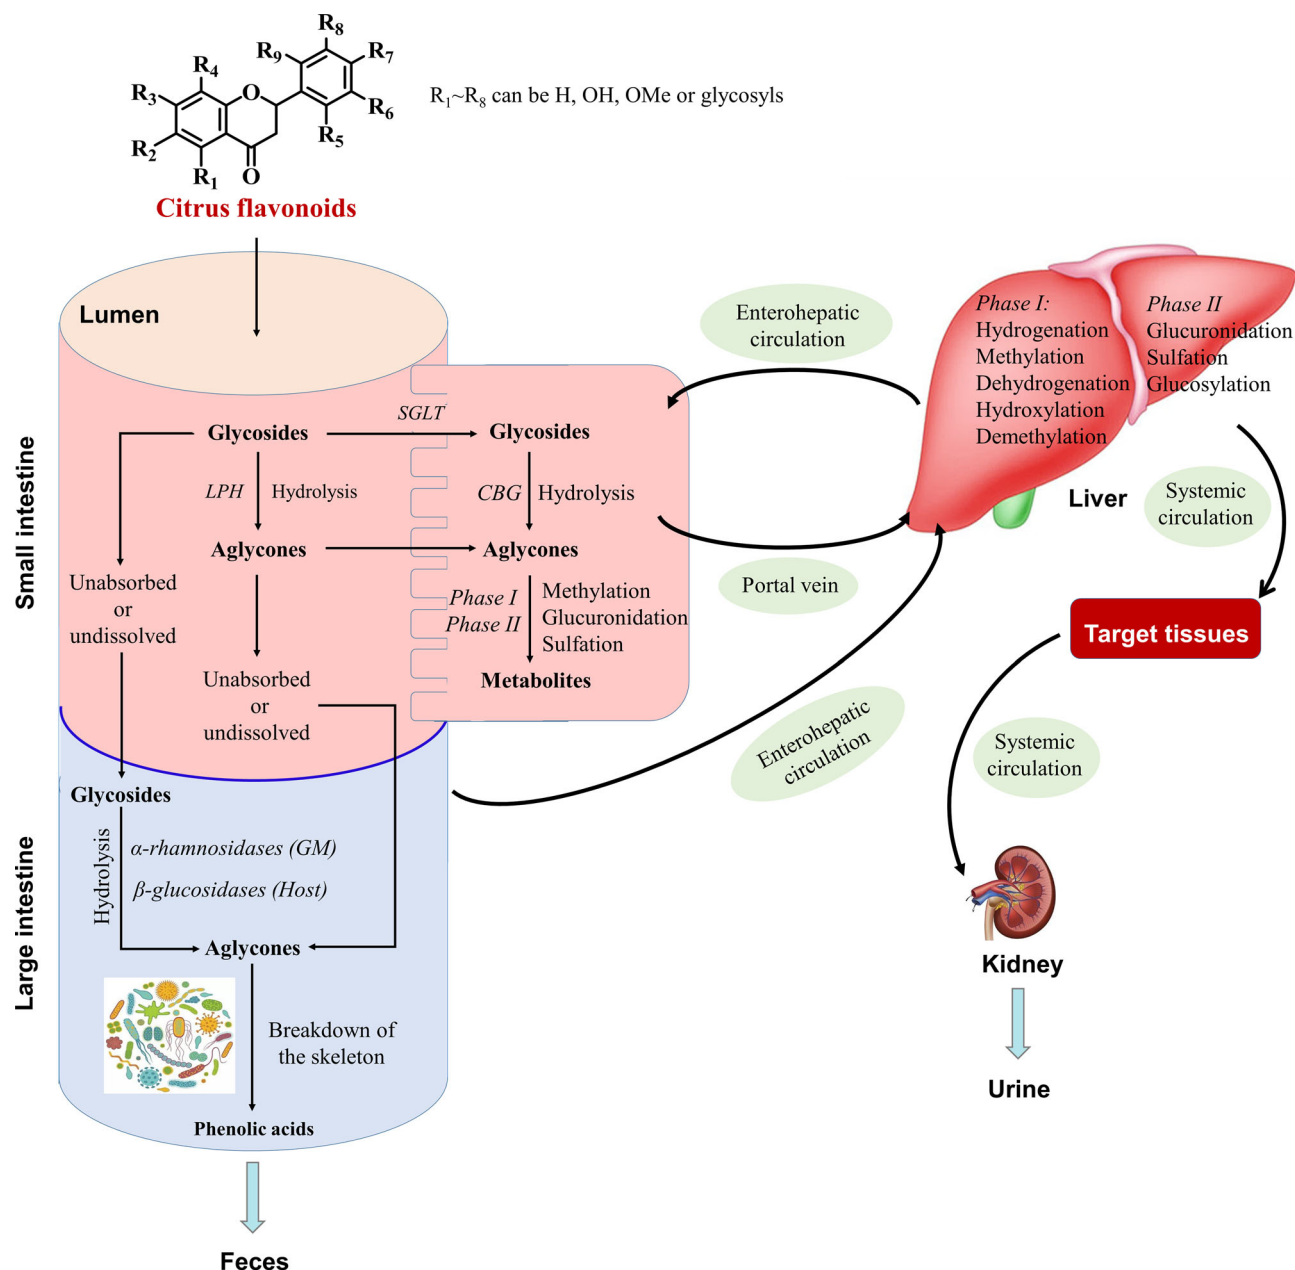 R8
R9
R7
R4
R3
O
R6
R5
R2
R1
O
R1~R8 can be H, OH, OMe or glycosyls
Citrus flavonoids
Lumen
Small intestine
SGLT
Glycosides
Glycosides
LPH
Hydrolysis
CBG
Hydrolysis
Aglycones
Aglycones
Unabsorbed
or
undissolved
Phase I
Phase II
Methylation
Glucuronidation
Sulfation
Unabsorbed
or
undissolved
Metabolites
Large intestine
Glycosides
Hydrolysis
α-rhamnosidases (GM)
β-glucosidases (Host)
Aglycones
Breakdown of
the skeleton
Phenolic acids
Feces
Enterohepatic
circulation
Portal vein
Enterohepatic
circulation
Phase I:
Hydrogenation
Methylation
Dehydrogenation
Hydroxylation
Demethylation
Phase II
Glucuronidation
Sulfation
Glucosylation
Liver
Systemic
circulation
Target tissues
Systemic
circulation
Kidney
Urine